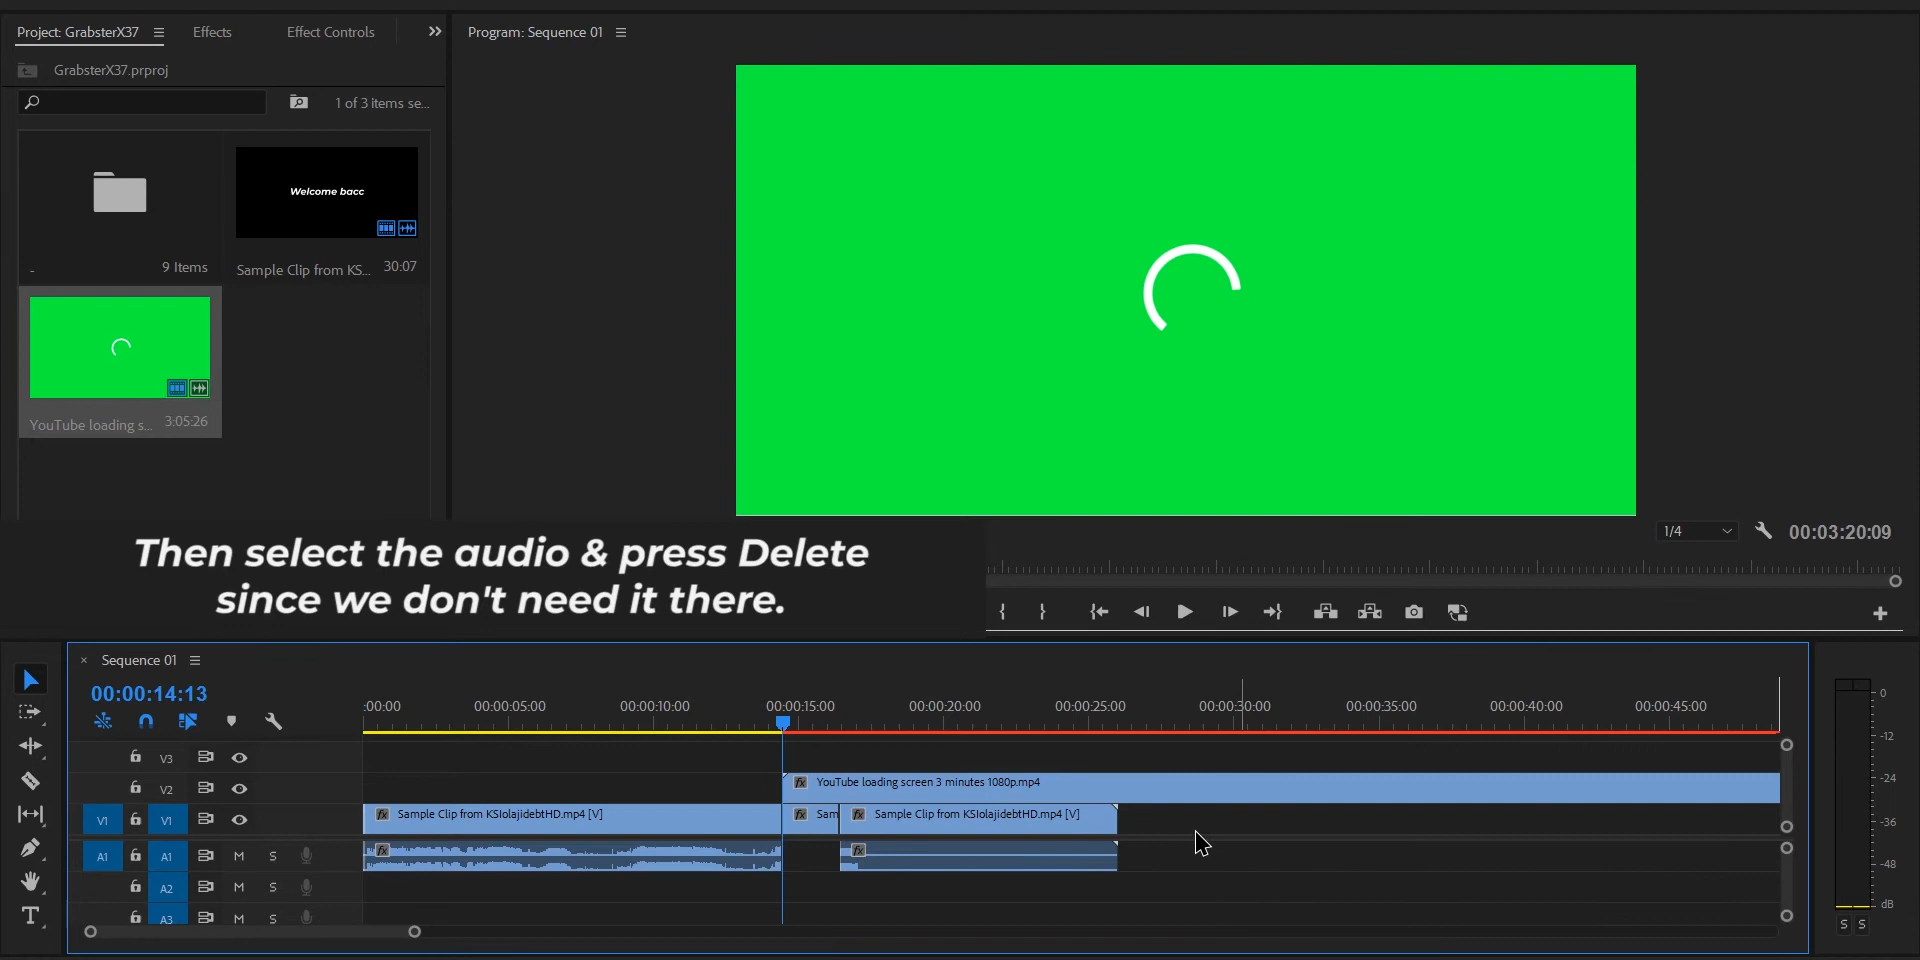 Project: GrabsterX37
Effects
Effect Controls
Program: Sequence 01
GrabsterX37.prproj
1 of 3 items se...
Welcome bacc
-
9 Items
Sample Clip from KS...
30:07
YouTube loading s...
3:05:26
Then select the audio & press Delete
since we don't need it there.
1/4
00:03:20:09
Sequence 01
00:00:14:13
:00:00
00:00:05:00
00:00:10:00
00:00:15:00
00:00:20:00
00:00:25:00
00:00:30:00
00:00:35:00
00:00:40:00
00:00:45:00
V3
V2
fx YouTube loading screen 3 minutes 1080p.mp4
V1
V1
fx Sample Clip from KSIolajidebtHD.mp4 [V]
fx Sam
fx Sample Clip from KSIolajidebtHD.mp4 [V]
A1
A1
M
S
fx
fx
A2
M
S
A3
M
S
T
0
-12
-24
-36
-48
dB
S
S